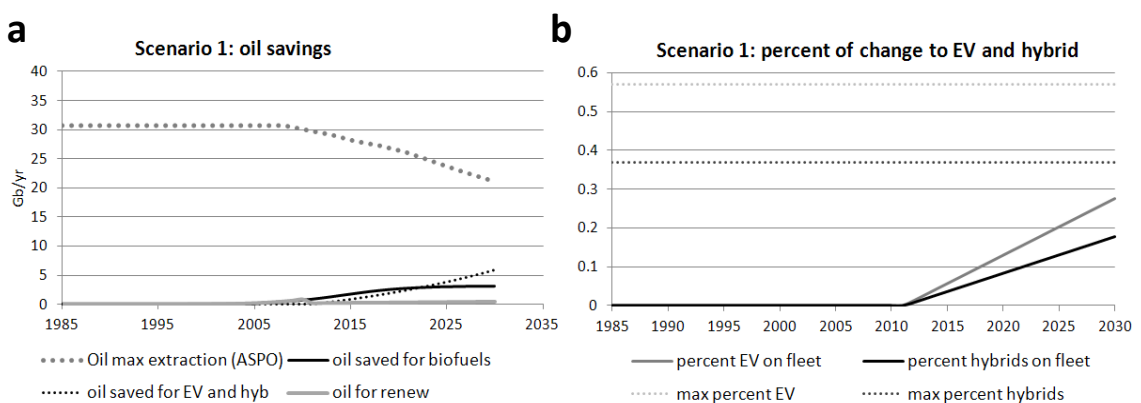 a
Scenario 1: oil savings
40
35
30
25
20
15
10
5
0
Gb/yr
1985 1995 2005 2015 2025 2035
Oil max extraction (ASPO) oil saved for biofuels
oil saved for EV and hyb oil for renew
b
Scenario 1: percent of change to EV and hybrid
0.6
0.5
0.4
0.3
0.2
0.1
0
1985 1990 1995 2000 2005 2010 2015 2020 2025 2030
percent EV on fleet percent hybrids on fleet
max percent EV max percent hybrids